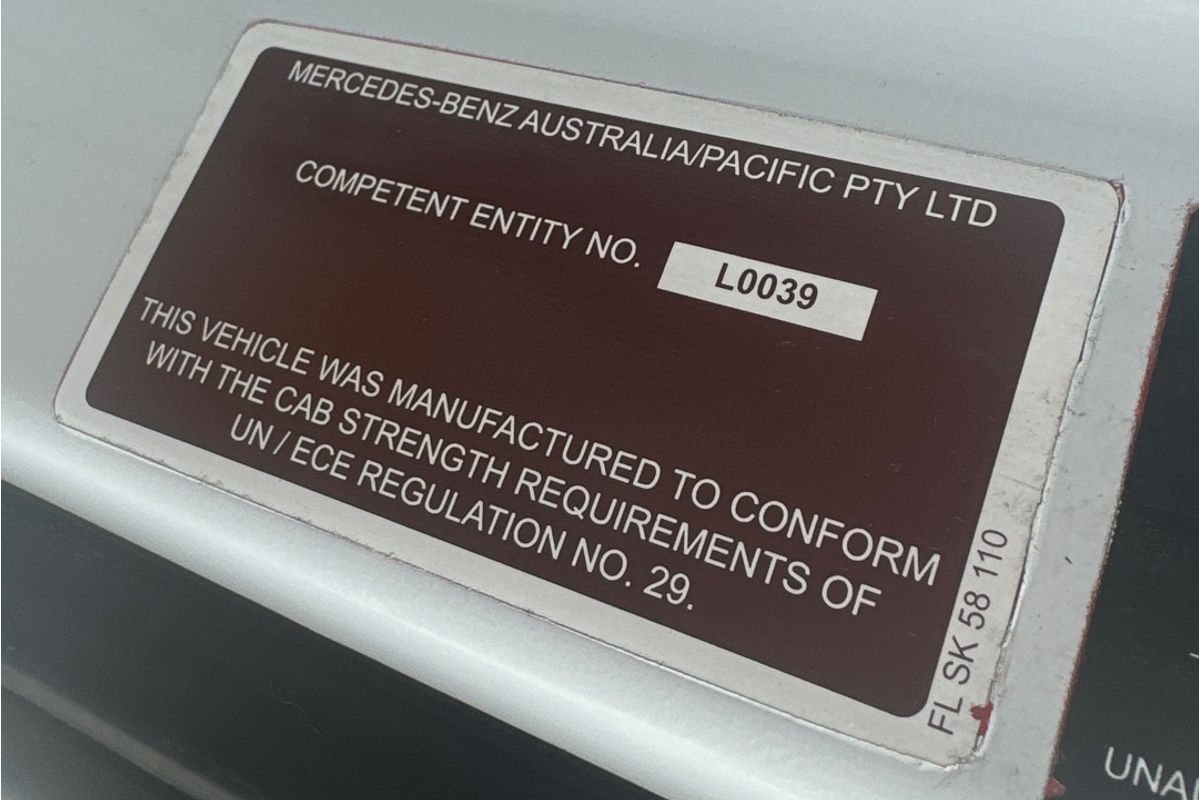 MERCEDES-BENZ AUSTRALIA/PACIFIC PTY LTD
COMPETENT ENTITY NO. L0039
THIS VEHICLE WAS MANUFACTURED TO CONFORM
WITH THE CAB STRENGTH REQUIREMENTS OF
UN / ECE REGULATION NO. 29.
FL SK 58 110